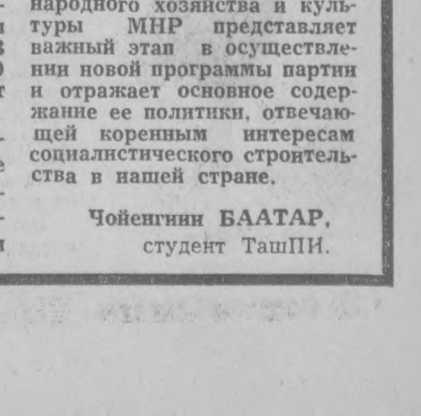 народного хозяйства и куль-
туры МНР представляет
важный этап в осуществле-
нии новой программы партии
и отражает основное содер-
жание ее политики, отвечаю-
щей коренным интересам
социалистического строитель-
ства в нашей стране.
Чойенгиин БААТАР,
студент ТашПИ.